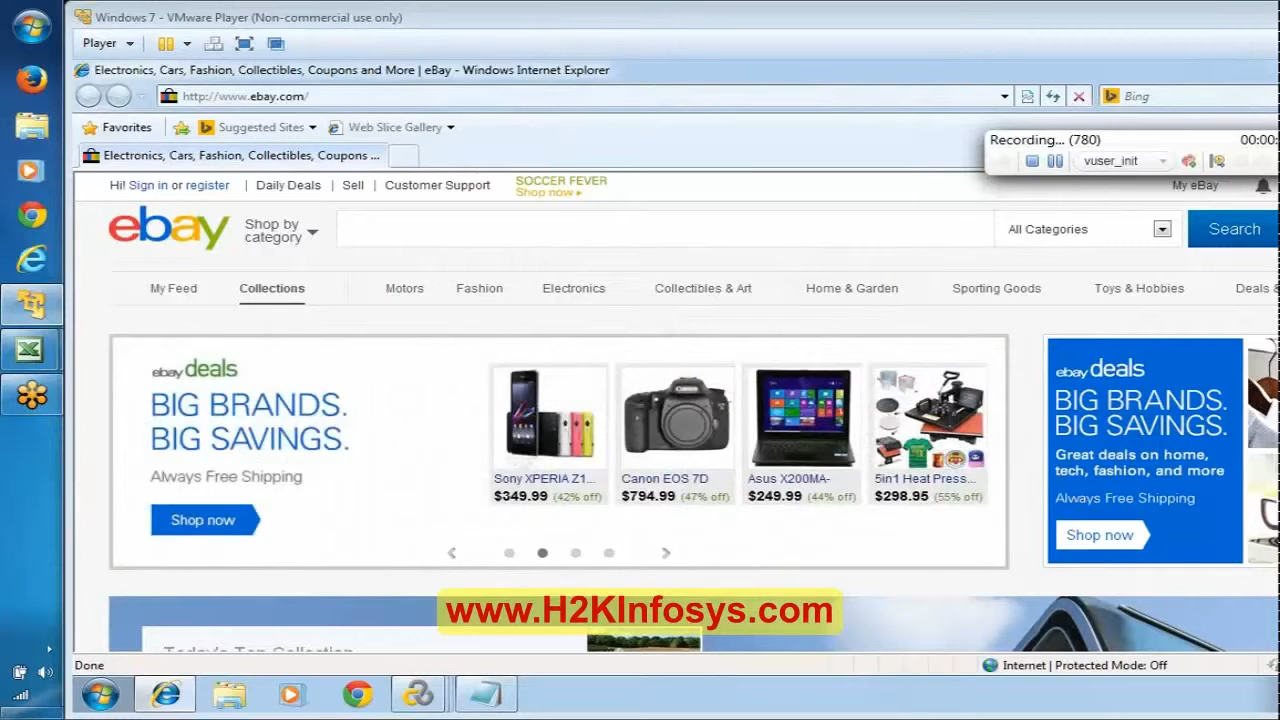 Windows 7 - VMware Player (Non-commercial use only)
Player
Electronics, Cars, Fashion, Collectibles, Coupons and More | eBay - Windows Internet Explorer
http://www.ebay.com/
Bing
Favorites
Suggested Sites
Web Slice Gallery
Recording... (780)
00:00:
Electronics, Cars, Fashion, Collectibles, Coupons ...
vuser_init
Hi! Sign in or register
Daily Deals
Sell
Customer Support
SOCCER FEVER
Shop now
My eBay
ebay
Shop by
category
All Categories
Search
My Feed
Collections
Motors
Fashion
Electronics
Collectibles & Art
Home & Garden
Sporting Goods
Toys & Hobbies
Deals &
ebay deals
BIG BRANDS.
BIG SAVINGS.
Always Free Shipping
Shop now
Sony XPERIA Z1...
$349.99 (42% off)
Canon EOS 7D
$794.99 (47% off)
Asus X200MA-
$249.99 (44% off)
5in1 Heat Press...
$298.95 (55% off)
ebay deals
BIG BRANDS.
BIG SAVINGS.
Great deals on home,
tech, fashion, and more
Always Free Shipping
Shop now
www.H2KInfosys.com
Today's Top Collection
Done
Internet | Protected Mode: Off